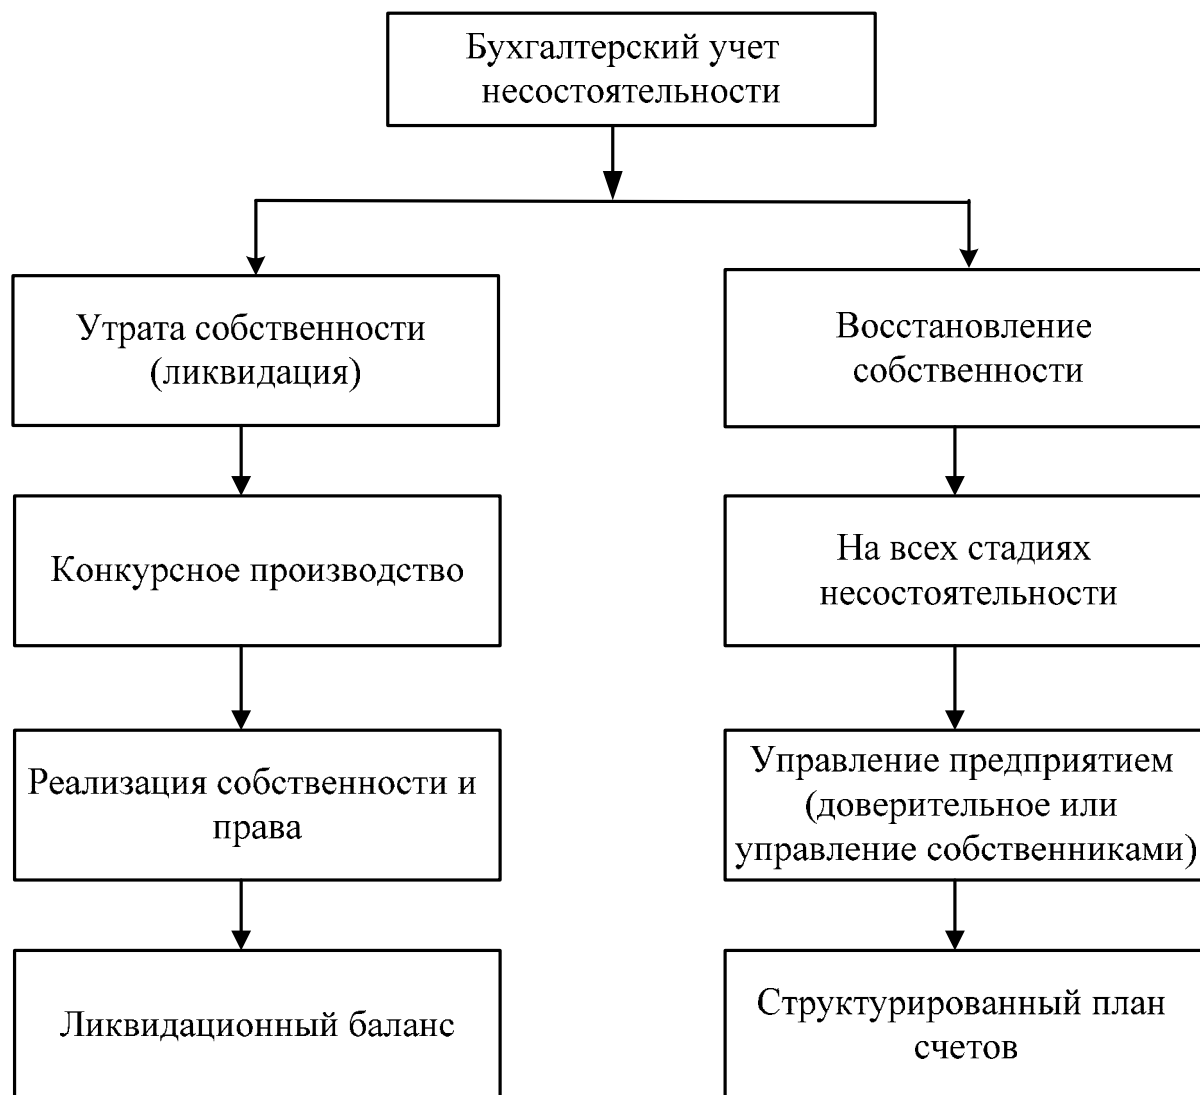 Бухгалтерский учет
несостоятельности
Утрата собственности
(ликвидация)
Восстановление
собственности
Конкурсное производство
На всех стадиях
несостоятельности
Реализация собственности и
права
Управление предприятием
(доверительное или
управление собственниками)
Ликвидационный баланс
Структурированный план
счетов